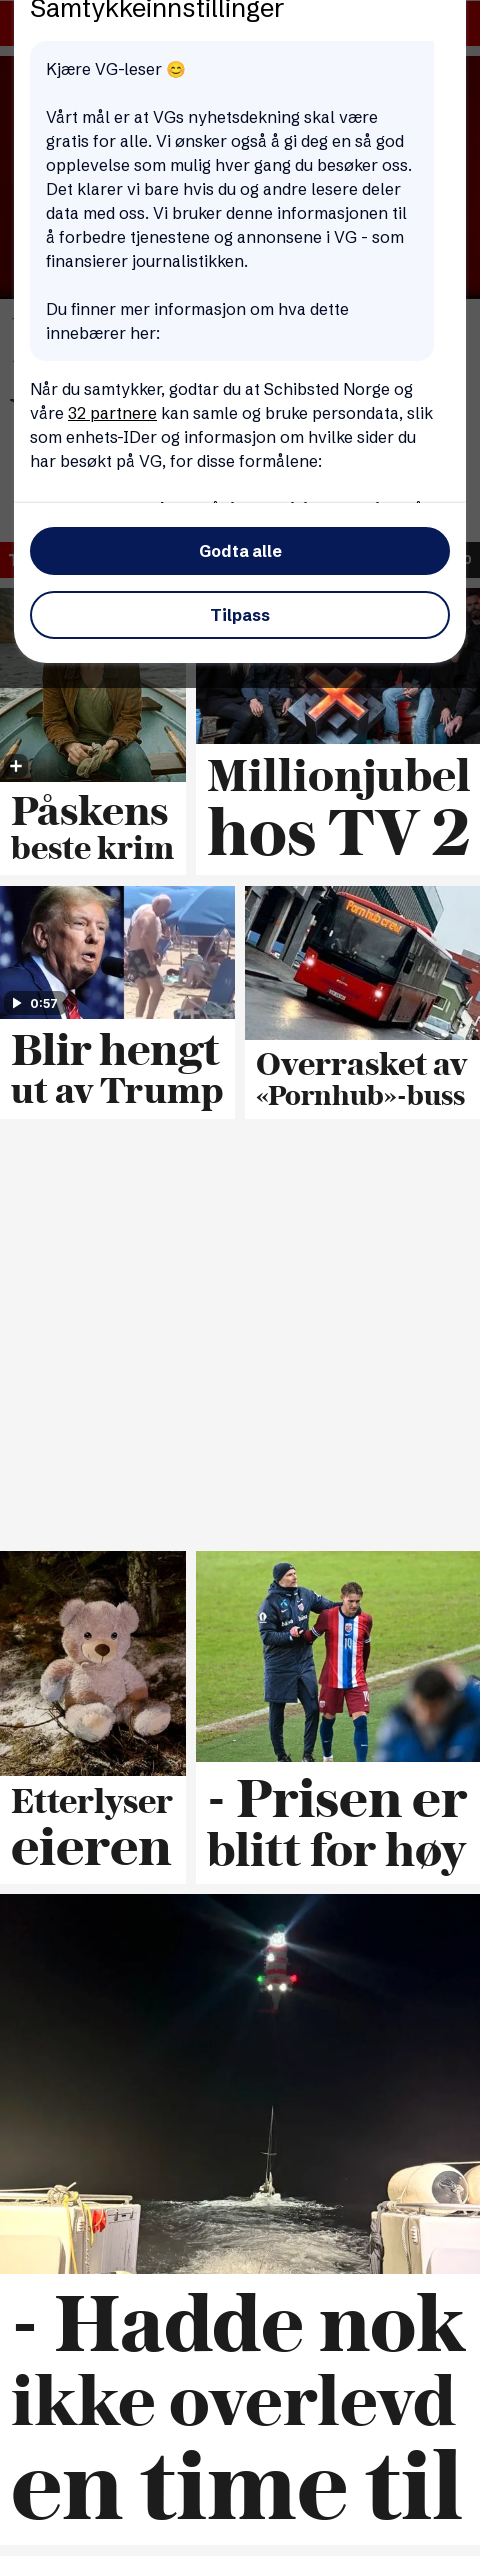 Samtykkeinnstillinger
Kjære VG-leser 😊
Vårt mål er at VGs nyhetsdekning skal være
gratis for alle. Vi ønsker også å gi deg en så god
opplevelse som mulig hver gang du besøker oss.
Det klarer vi bare hvis du og andre lesere deler
data med oss. Vi bruker denne informasjonen til
å forbedre tjenestene og annonsene i VG - som
finansierer journalistikken.
Du finner mer informasjon om hva dette
innebærer her:
Når du samtykker, godtar du at Schibsted Norge og
våre 32 partnere kan samle og bruke persondata, slik
som enhets-IDer og informasjon om hvilke sider du
har besøkt på VG, for disse formålene:
Godta alle
Tilpass
Påskens
beste krim
Millionjubel
hos TV 2
0:57
Blir hengt
ut av Trump
Pornhub crew
Overrasket av
«Pornhub»-buss
Etterlyser
eieren
10
- Prisen er
blitt for høy
- Hadde nok
ikke overlevd
en time til